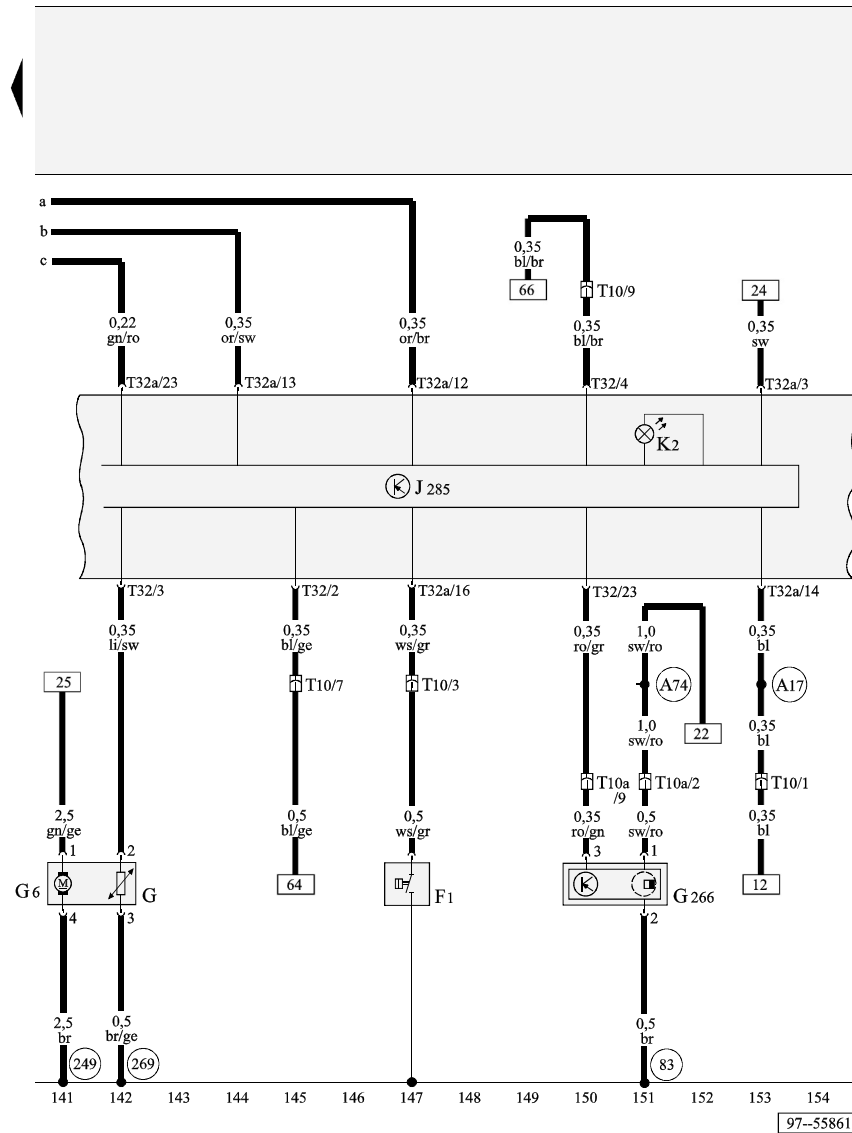 a
b
c
0,35
bl/br
66
T10/9
24
0,22
gn/ro
0,35
or/sw
0,35
or/br
0,35
bl/br
0,35
sw
T32a/23
T32a/13
T32a/12
T32/4
T32a/3
K2
J 285
T32/3
T32/2
T32a/16
T32/23
T32a/14
0,35
li/sw
0,35
bl/ge
0,35
ws/gr
0,35
ro/gr
1,0
sw/ro
0,35
bl
25
T10/7
T10/3
A74
A17
1,0
sw/ro
22
0,35
bl
T10a
/9
T10a/2
T10/1
2,5
gn/ge
0,5
bl/ge
0,5
ws/gr
0,35
ro/gn
0,5
sw/ro
0,35
bl
1
2
3
1
G6
M
G
64
F1
G 266
12
4
3
2
2,5
br
0,5
br/ge
0,5
br
249
269
83
141 142 143 144 145 146 147 148 149 150 151 152 153 154
97--55861